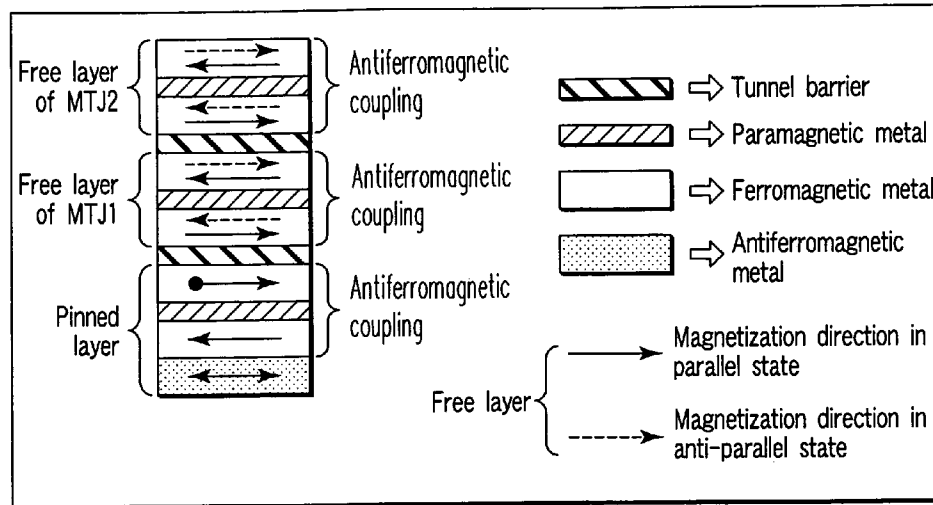 Free layer
of MTJ2
Antiferromagnetic
coupling
Free layer
of MTJ1
Antiferromagnetic
coupling
Pinned
layer
Antiferromagnetic
coupling
Tunnel barrier
Paramagnetic metal
Ferromagnetic metal
Antiferromagnetic
metal
Free layer
Magnetization direction in
parallel state
Magnetization direction in
anti-parallel state